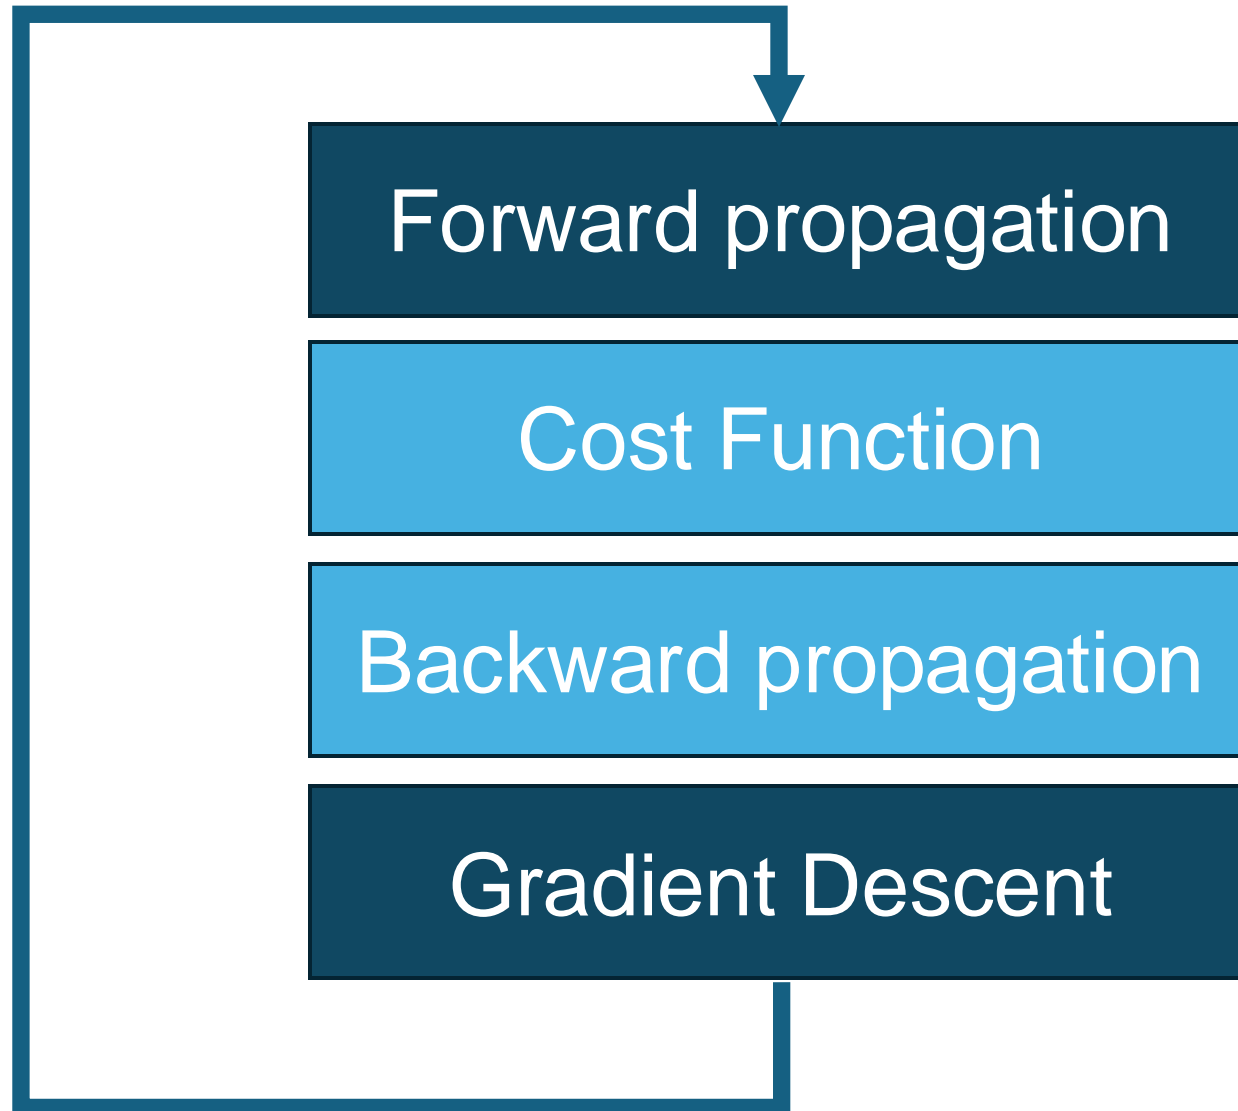 Forward propagation
Cost Function
Backward propagation
Gradient Descent